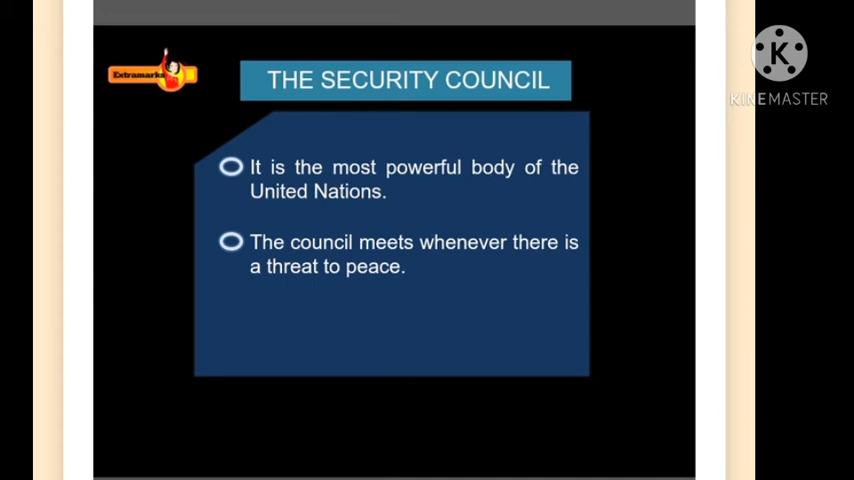 Extramarks
THE SECURITY COUNCIL
K
KINEMASTER
It is the most powerful body of the
United Nations.
The council meets whenever there is
a threat to peace.